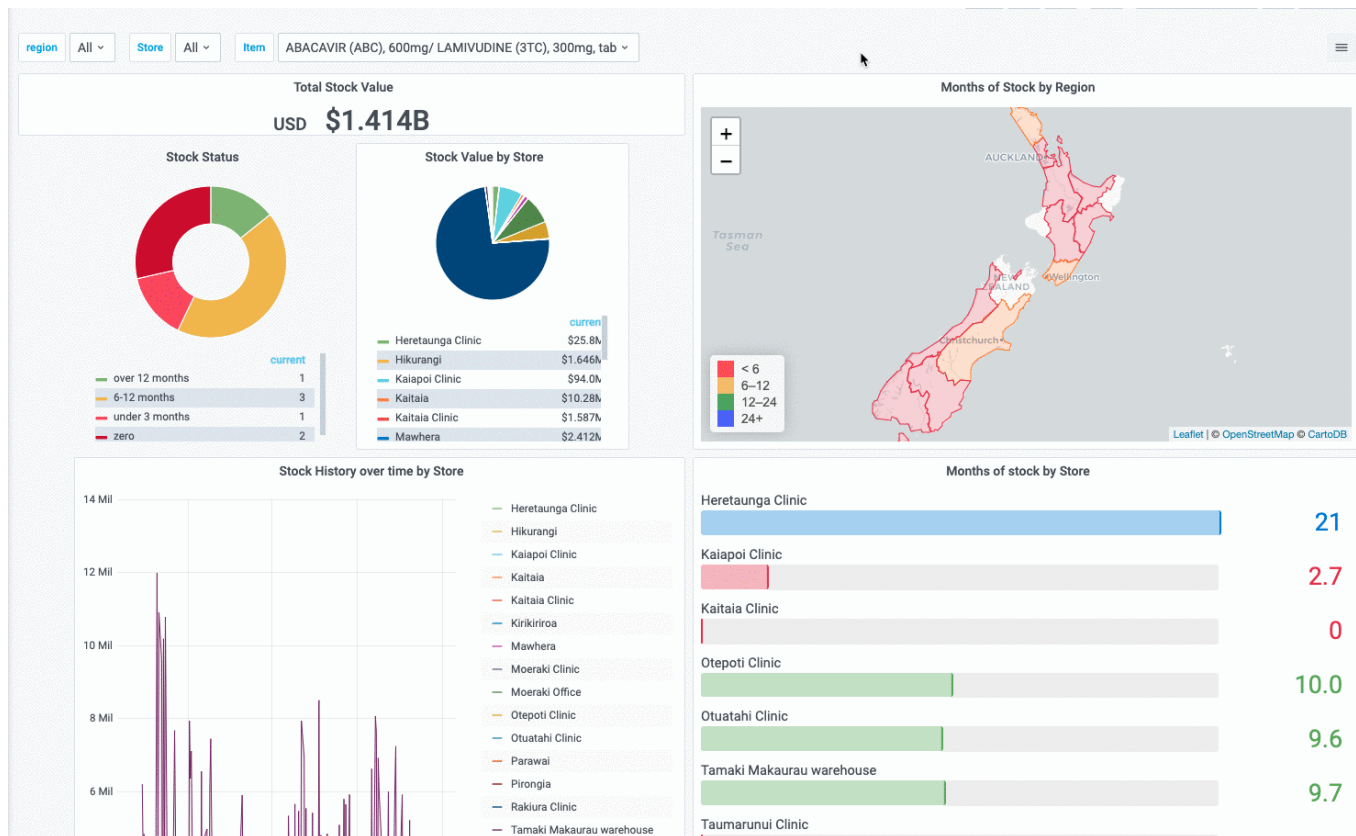 region All Store All Item ABACAVIR (ABC), 600mg/ LAMIVUDINE (3TC), 300mg, tab
Total Stock Value
USD $1.414B
Stock Status
current
over 12 months 1
6-12 months 3
under 3 months 1
zero 2
Stock Value by Store
curren
Heretaunga Clinic $25.8M
Hikurangi $1.646M
Kaiapoi Clinic $94.0M
Kaitaia $10.28M
Kaitaia Clinic $1.587M
Mawhera $2.412M
Months of Stock by Region
+
−
AUCKLAND
Tasman
Sea
Wellington
NEW
ZEALAND
Christchurch
< 6
6–12
12–24
24+
Leaflet | © OpenStreetMap © CartoDB
Stock History over time by Store
14 Mil
12 Mil
10 Mil
8 Mil
6 Mil
Heretaunga Clinic
Hikurangi
Kaiapoi Clinic
Kaitaia
Kaitaia Clinic
Kirikiriroa
Mawhera
Moeraki Clinic
Moeraki Office
Otepoti Clinic
Otuatahi Clinic
Parawai
Pirongia
Rakiura Clinic
Tamaki Makaurau warehouse
Months of stock by Store
Heretaunga Clinic
21
Kaiapoi Clinic
2.7
Kaitaia Clinic
0
Otepoti Clinic
10.0
Otuatahi Clinic
9.6
Tamaki Makaurau warehouse
9.7
Taumarunui Clinic